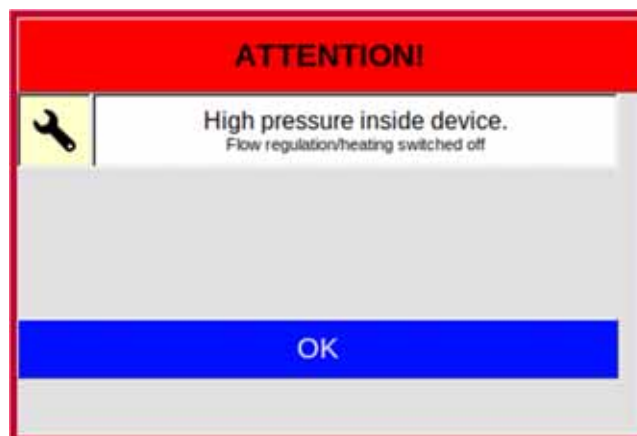 ATTENTION!
High pressure inside device.
Flow regulation/heating switched off
OK